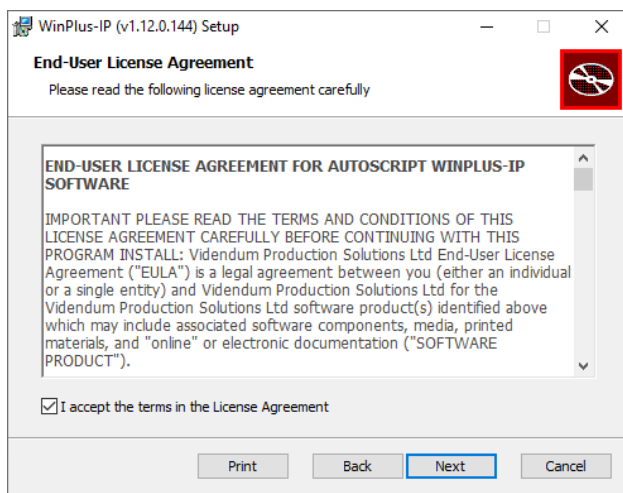 WinPlus-IP (v1.12.0.144) Setup
End-User License Agreement
Please read the following license agreement carefully
END-USER LICENSE AGREEMENT FOR AUTOSCRIPT WINPLUS-IP
SOFTWARE
IMPORTANT PLEASE READ THE TERMS AND CONDITIONS OF THIS
LICENSE AGREEMENT CAREFULLY BEFORE CONTINUING WITH THIS
PROGRAM INSTALL: Videndum Production Solutions Ltd End-User License
Agreement ("EULA") is a legal agreement between you (either an individual
or a single entity) and Videndum Production Solutions Ltd for the
Videndum Production Solutions Ltd software product(s) identified above
which may include associated software components, media, printed
materials, and "online" or electronic documentation ("SOFTWARE
PRODUCT").
I accept the terms in the License Agreement
Print Back Next Cancel